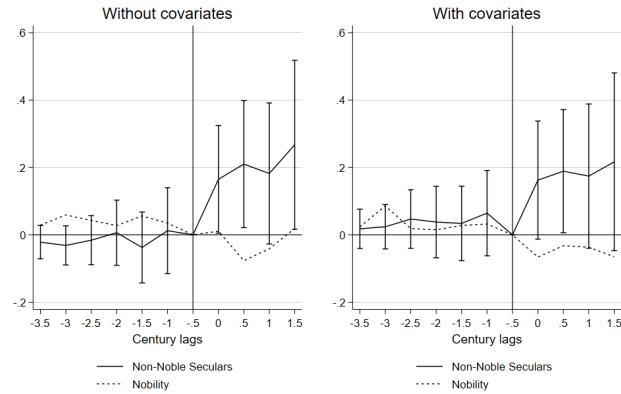 Without covariates
.6
.4
.2
0
-.2
-3.5 -3 -2.5 -2 -1.5 -1 -.5 0 .5 1 1.5
Century lags
Non-Noble Seculars
Nobility
With covariates
.6
.4
.2
0
-.2
-3.5 -3 -2.5 -2 -1.5 -1 -.5 0 .5 1 1.5
Century lags
Non-Noble Seculars
Nobility